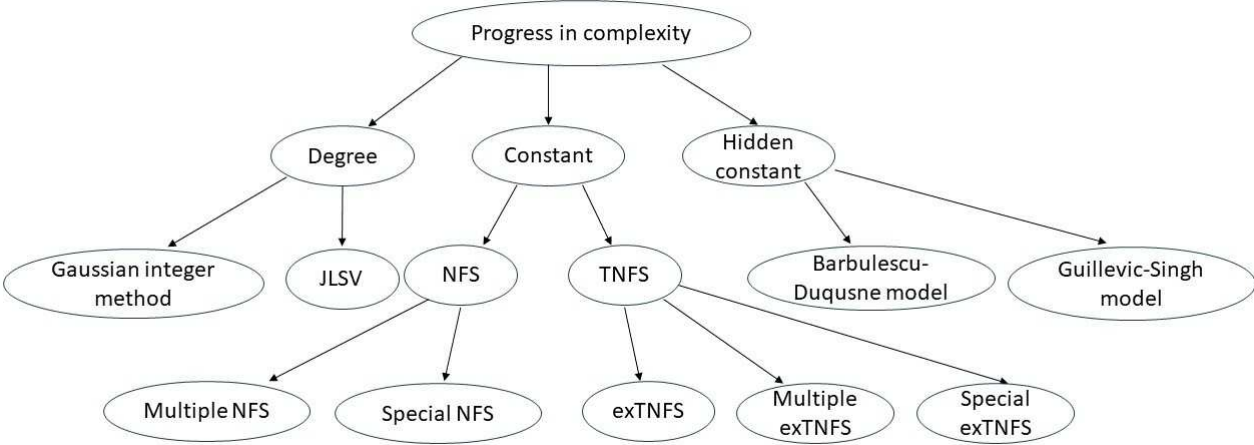 Progress in complexity
Degree
Constant
Hidden
constant
Gaussian integer
method
JLSV
NFS
TNFS
Barbulescu-
Duqusne model
Guillevic-Singh
model
Multiple NFS
Special NFS
exTNFS
Multiple
exTNFS
Special
exTNFS